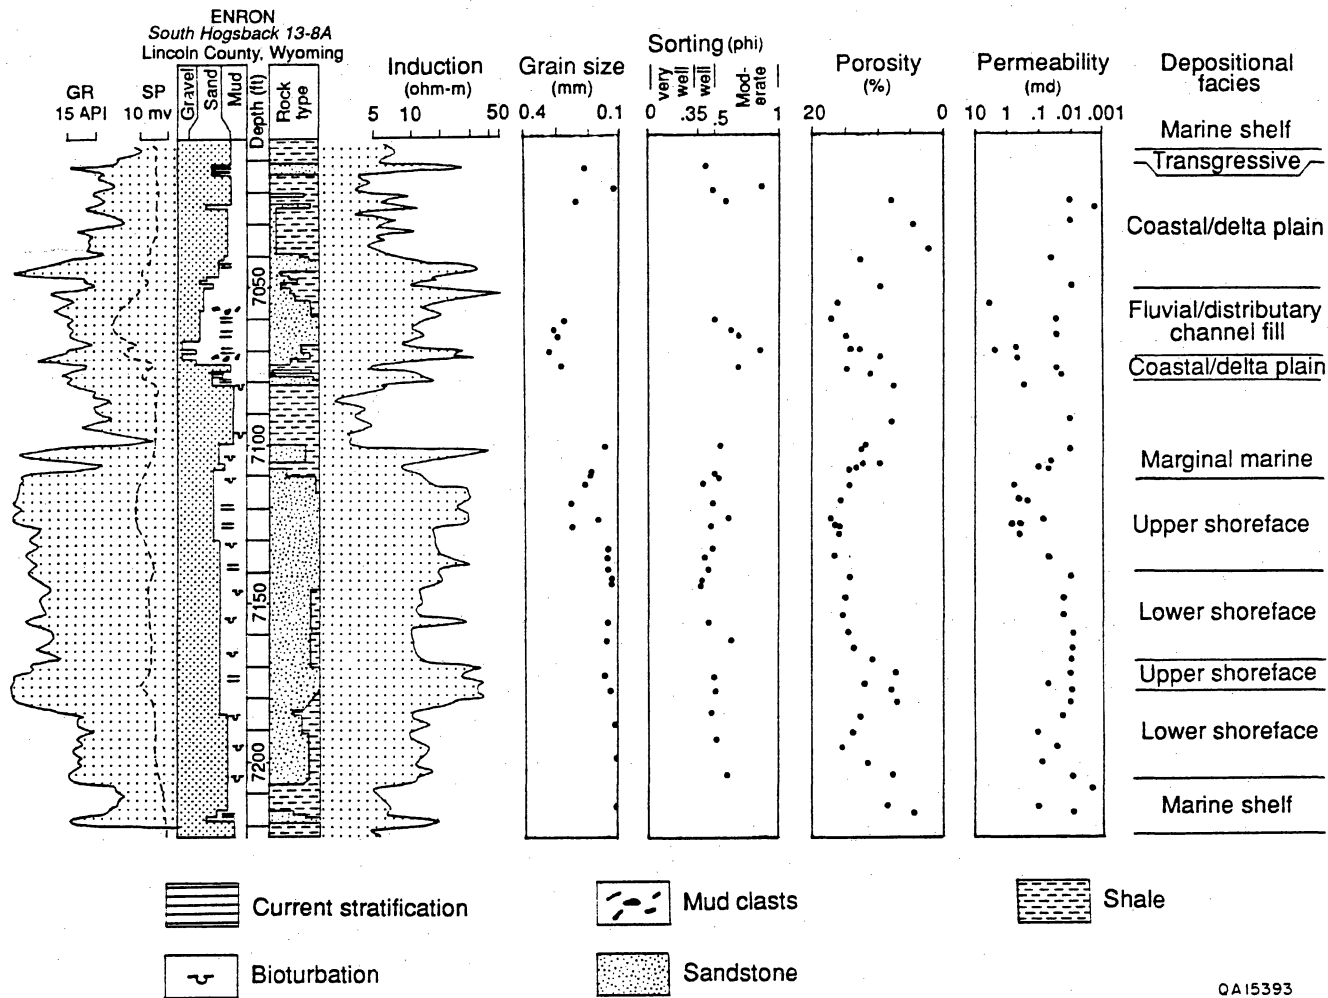 ENRON
South Hogsback 13-8A
Lincoln County, Wyoming
GR
15 API
SP
10 mv
Gravel
Sand
Mud
Depth (ft)
Rock type
Induction
(ohm-m)
5 10 50
Grain size
(mm)
0.4 0.1
Sorting (phi)
very well
well
Mod-erate
0 .35 .5 1
Porosity
(%)
20 0
Permeability
(md)
10 1 .1 .01 .001
Depositional
facies
Marine shelf
Transgressive
Coastal/delta plain
7050
Fluvial/distributary
channel fill
Coastal/delta plain
7100
Marginal marine
Upper shoreface
7150
Lower shoreface
Upper shoreface
Lower shoreface
7200
Marine shelf
Current stratification
Mud clasts
Shale
Bioturbation
Sandstone
QA15393